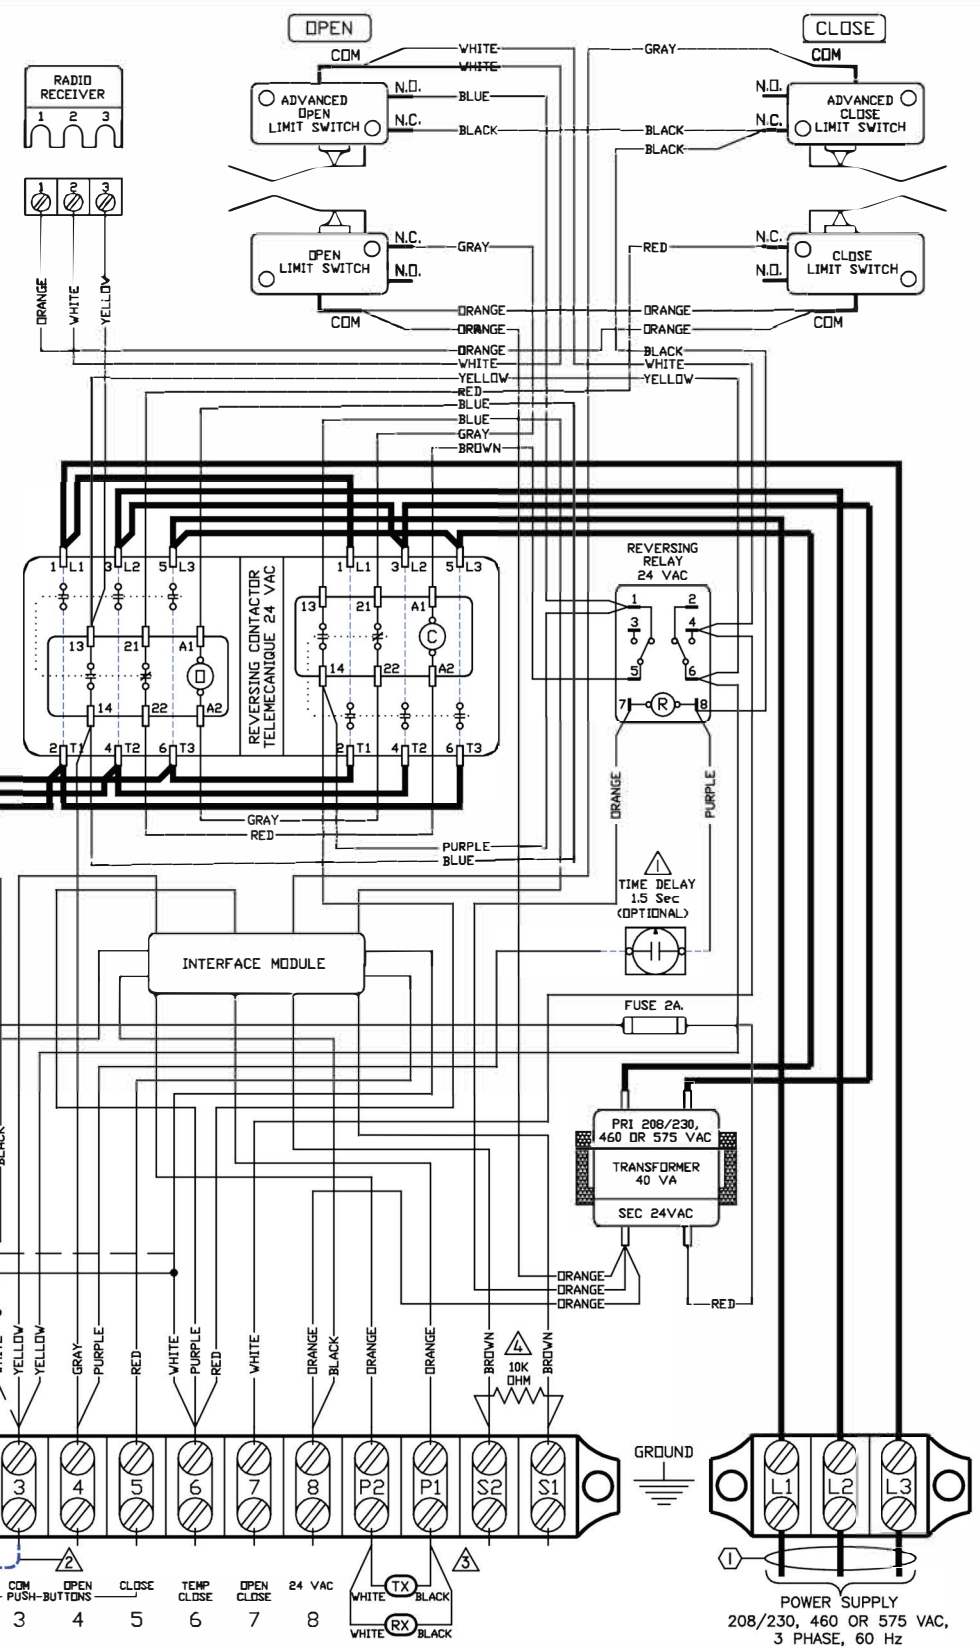 OPEN
CLOSE
COM
COM
WHITE
GRAY
WHITE
RADIO
RECEIVER
1 2 3
ADVANCED
OPEN
LIMIT SWITCH
N.O.
N.C.
BLUE
BLACK
BLACK
BLACK
N.O.
N.C.
ADVANCED
CLOSE
LIMIT SWITCH
1 2 3
OPEN
LIMIT SWITCH
N.C.
N.O.
GRAY
RED
N.C.
N.O.
CLOSE
LIMIT SWITCH
COM
COM
ORANGE
WHITE
YELLOW
ORANGE
ORANGE
ORANGE
ORANGE
ORANGE
BLACK
WHITE
WHITE
YELLOW
YELLOW
RED
BLUE
BLUE
GRAY
BROWN
1 L1
3 L2
5 L3
1 L1
3 L2
5 L3
REVERSING CONTACTOR
TELEMECANIQUE 24 VAC
13
21
A1
O
14
22
A2
13
21
A1
C
14
22
A2
2 T1
4 T2
6 T3
2 T1
4 T2
6 T3
REVERSING
RELAY
24 VAC
1
2
3
4
5
6
7
R
8
GRAY
RED
PURPLE
BLUE
ORANGE
PURPLE
1
TIME DELAY
1.5 Sec
(OPTIONAL)
INTERFACE MODULE
FUSE 2A.
PRI 208/230,
460 OR 575 VAC
TRANSFORMER
40 VA
SEC 24VAC
BLACK
ORANGE
ORANGE
ORANGE
RED
YELLOW
YELLOW
GRAY
PURPLE
RED
WHITE
PURPLE
RED
WHITE
ORANGE
BLACK
ORANGE
ORANGE
BROWN
4
10K
OHM
BROWN
3 4 5 6 7 8 P2 P1 S2 S1
GROUND
L1 L2 L3
2
3
1
COM
OPEN
CLOSE
PUSH-BUTTONS
TEMP
CLOSE
OPEN
CLOSE
24 VAC
3 4 5 6 7 8
WHITE TX BLACK
WHITE RX BLACK
POWER SUPPLY
208/230, 460 OR 575 VAC,
3 PHASE, 60 Hz